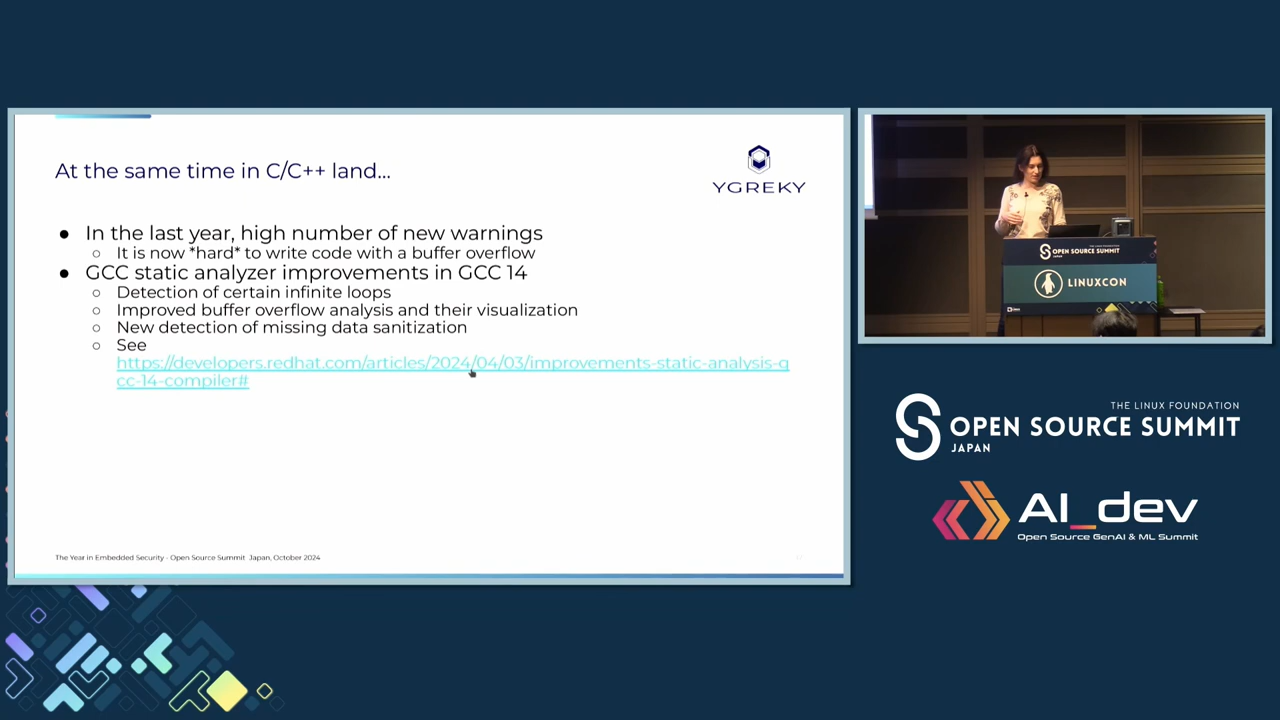 At the same time in C/C++ land...
YGREKY
● In the last year, high number of new warnings
○ It is now *hard* to write code with a buffer overflow
● GCC static analyzer improvements in GCC 14
○ Detection of certain infinite loops
○ Improved buffer overflow analysis and their visualization
○ New detection of missing data sanitization
○ See
https://developers.redhat.com/articles/2024/04/03/improvements-static-analysis-g
cc-14-compiler#
The Year in Embedded Security - Open Source Summit Japan, October 2024
OPEN SOURCE SUMMIT
JAPAN
LINUXCON
THE LINUX FOUNDATION
OPEN SOURCE SUMMIT
JAPAN
AI_dev
Open Source GenAI & ML Summit